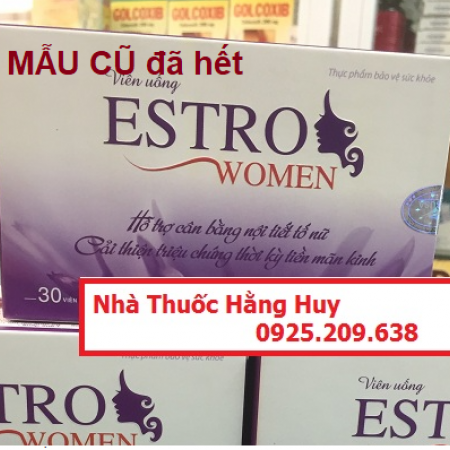 GOLCOXIB
GOLCOXIB
MẪU CŨ đã hết
Thực phẩm bảo vệ sức khỏe
Viên uống
ESTRO
WOMEN
Hỗ trợ cân bằng nội tiết tố nữ
Cải thiện triệu chứng thời kỳ tiền mãn kinh
30 VIÊN
Nhà Thuốc Hằng Huy
0925.209.638
Thực phẩm bảo vệ sức khỏe
TRO
WOMEN
Viên uống
ESTR